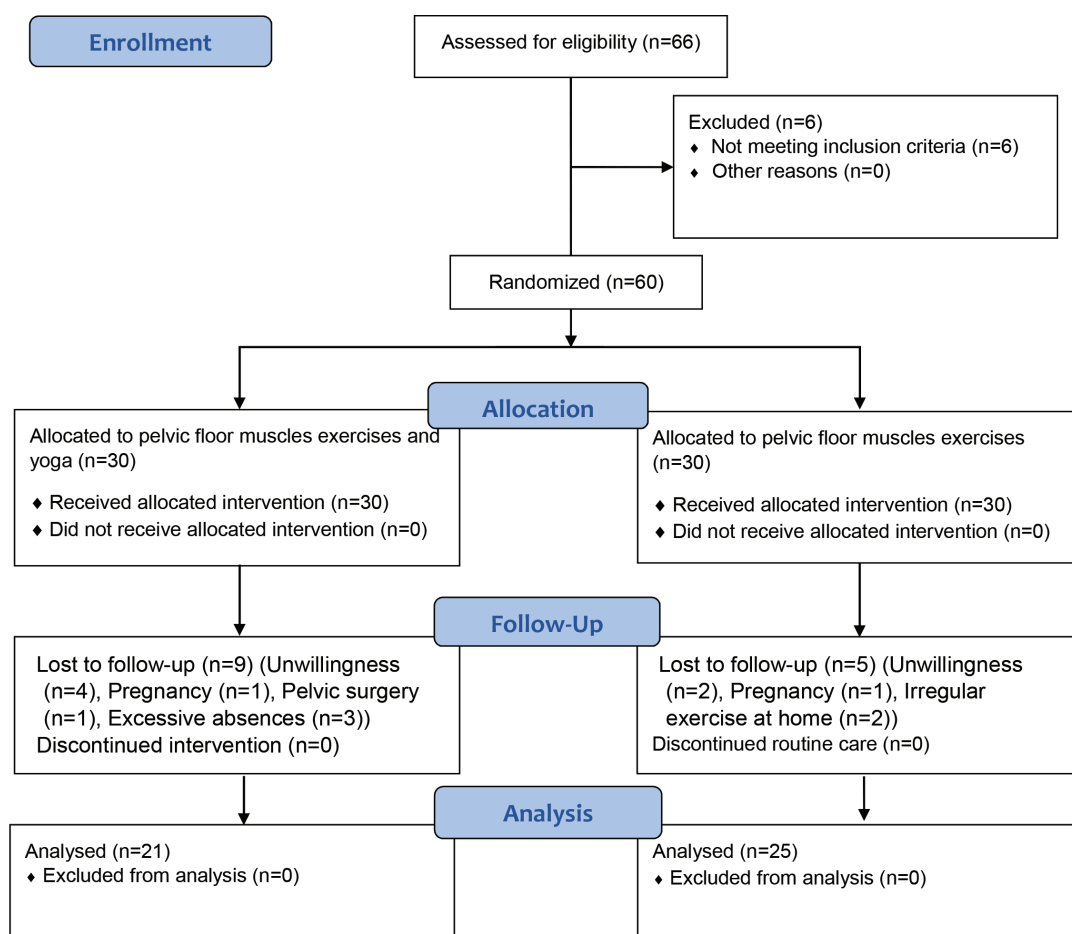 Enrollment
Assessed for eligibility (n=66)
Excluded (n=6)
♦ Not meeting inclusion criteria (n=6)
♦ Other reasons (n=0)
Randomized (n=60)
Allocation
Allocated to pelvic floor muscles exercises and
yoga (n=30)
♦ Received allocated intervention (n=30)
♦ Did not receive allocated intervention (n=0)
Allocated to pelvic floor muscles exercises
(n=30)
♦ Received allocated intervention (n=30)
♦ Did not receive allocated intervention (n=0)
Follow-Up
Lost to follow-up (n=9) (Unwillingness
(n=4), Pregnancy (n=1), Pelvic surgery
(n=1), Excessive absences (n=3))
Discontinued intervention (n=0)
Lost to follow-up (n=5) (Unwillingness
(n=2), Pregnancy (n=1), Irregular
exercise at home (n=2))
Discontinued routine care (n=0)
Analysis
Analysed (n=21)
♦ Excluded from analysis (n=0)
Analysed (n=25)
♦ Excluded from analysis (n=0)